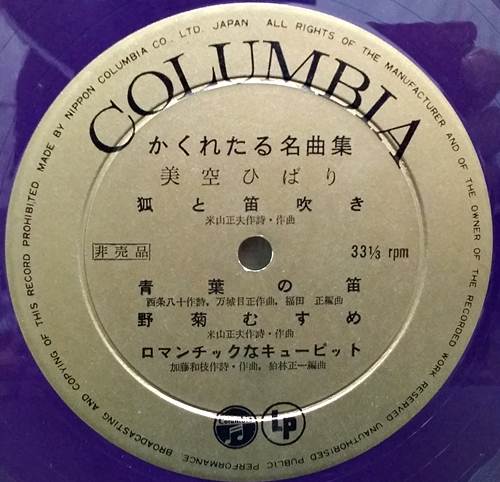 MADE BY NIPPON COLUMBIA CO., LTD. JAPAN ALL RIGHTS OF THE MANUFACTURER AND OF THE OWNER OF THE RECORDED WORK RESERVED UNAUTHORISED PUBLIC PERFORMANCE BROADCASTING AND COPYING OF THIS RECORD PROHIBITED
COLUMBIA
かくれたる名曲集
美空ひばり
狐と笛吹き
米山正夫作詩・作曲
非売品
33 1/3 rpm
青葉の笛
西条八十作詩, 万城目正作曲, 福田 正編曲
野菊むすめ
米山正夫作詩・作曲
ロマンチックなキューピット
加藤和枝作詩・作曲, 狛林正一編曲
Columbia
LP